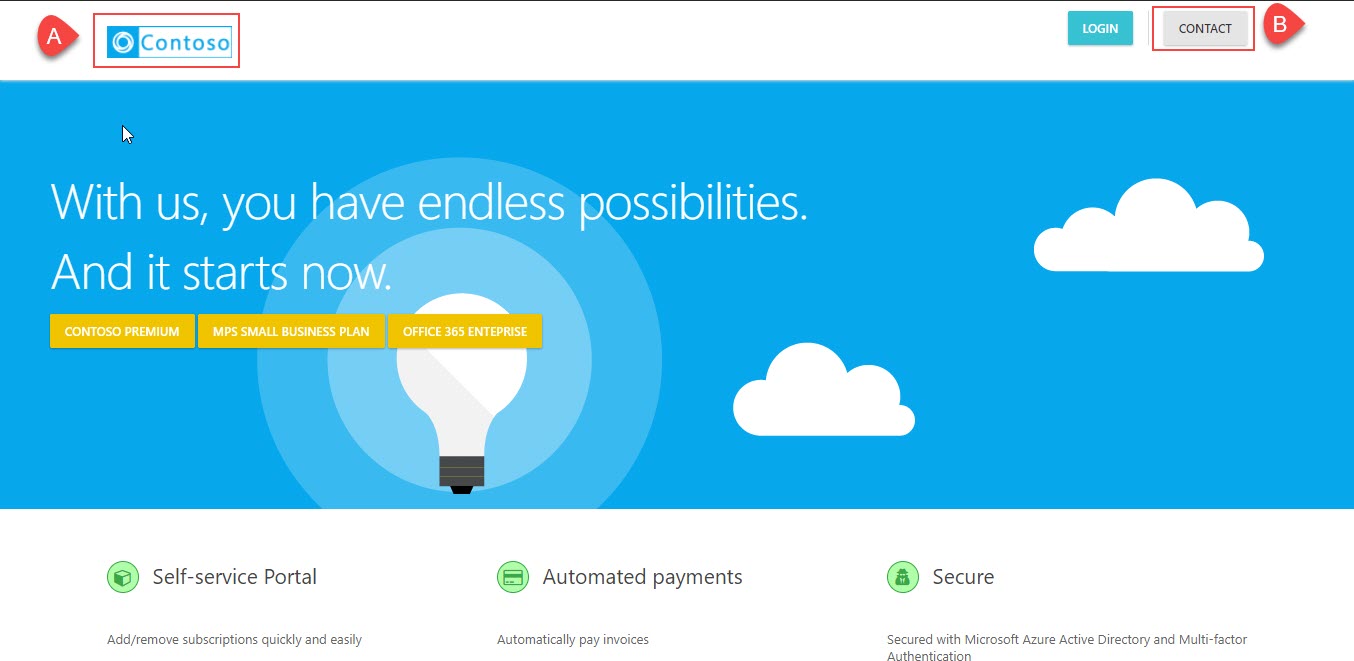 A
Contoso
LOGIN
CONTACT
B
With us, you have endless possibilities.
And it starts now.
CONTOSO PREMIUM
MPS SMALL BUSINESS PLAN
OFFICE 365 ENTEPRISE
Self-service Portal
Automated payments
Secure
Add/remove subscriptions quickly and easily
Automatically pay invoices
Secured with Microsoft Azure Active Directory and Multi-factor
Authentication